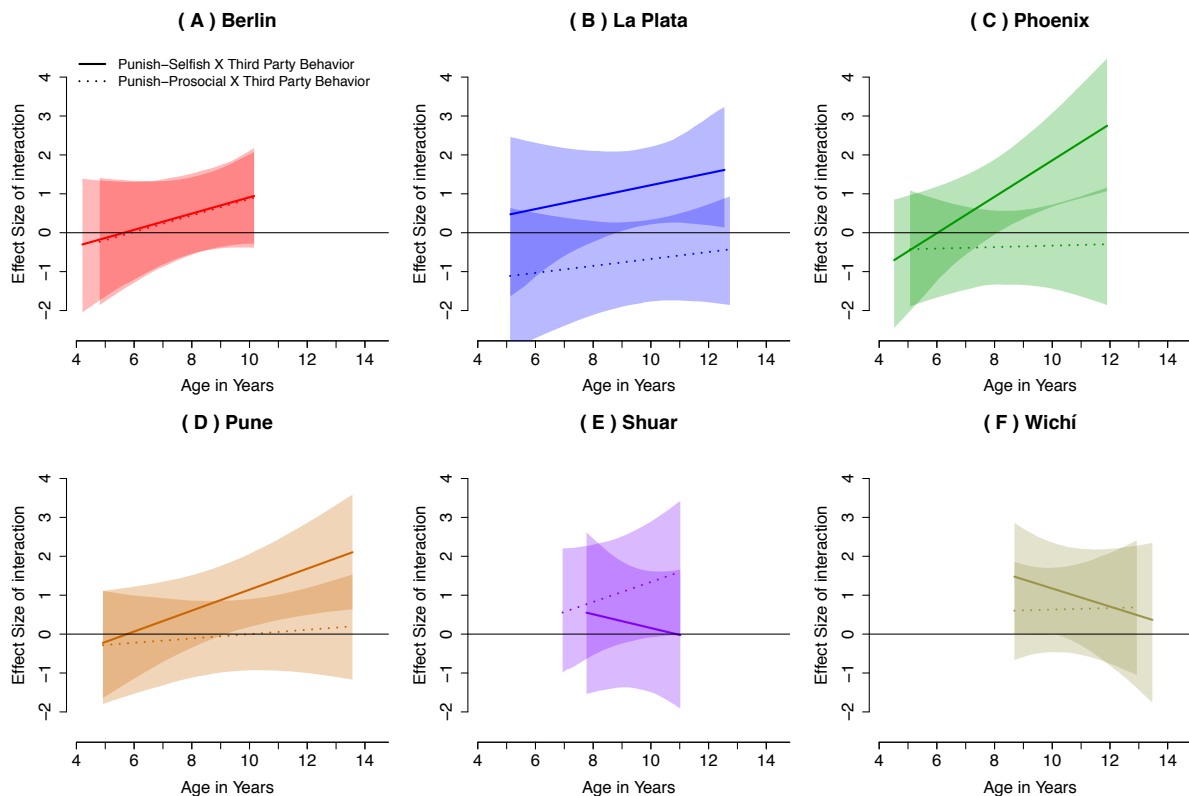 ( A ) Berlin
( B ) La Plata
( C ) Phoenix
Punish−Selfish X Third Party Behavior
Punish−Prosocial X Third Party Behavior
Effect Size of interaction
−2 −1 0 1 2 3 4
4 6 8 10 12 14
Age in Years
Effect Size of interaction
−2 −1 0 1 2 3 4
4 6 8 10 12 14
Age in Years
Effect Size of interaction
−2 −1 0 1 2 3 4
4 6 8 10 12 14
Age in Years
( D ) Pune
( E ) Shuar
( F ) Wichí
Effect Size of interaction
−2 −1 0 1 2 3 4
4 6 8 10 12 14
Age in Years
Effect Size of interaction
−2 −1 0 1 2 3 4
4 6 8 10 12 14
Age in Years
Effect Size of interaction
−2 −1 0 1 2 3 4
4 6 8 10 12 14
Age in Years